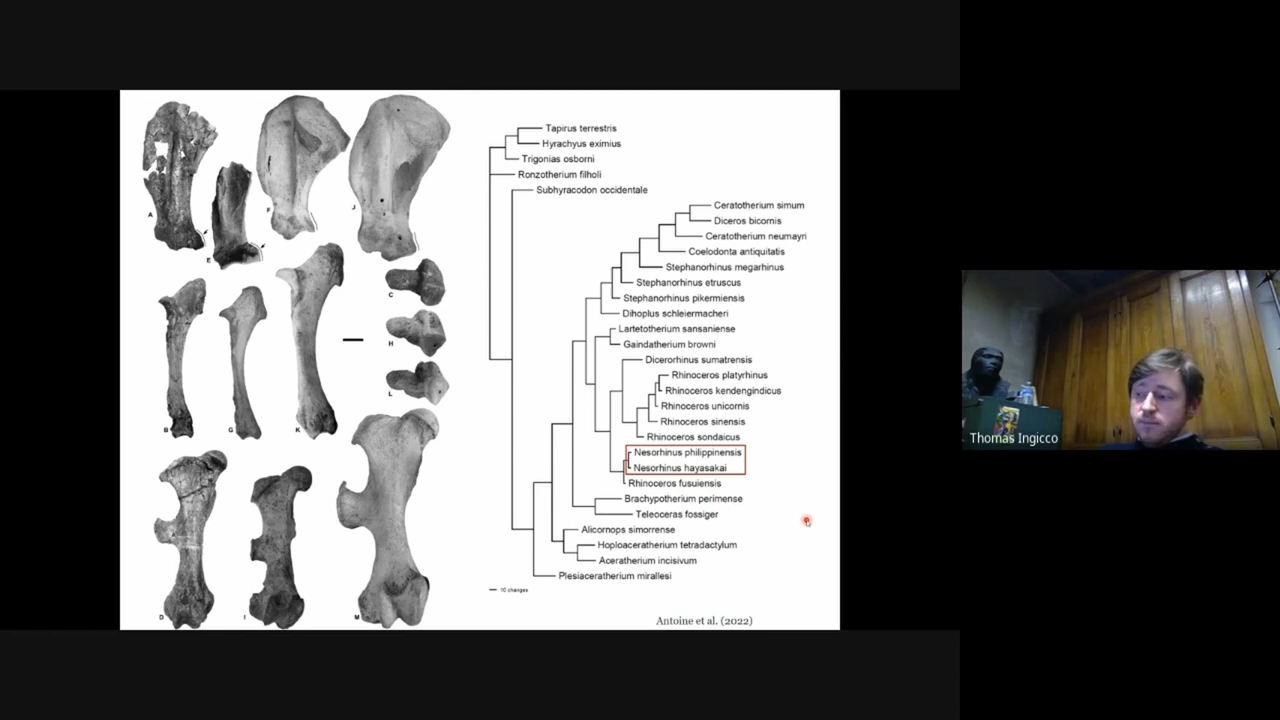 A
E
F
J
B
G
K
C
H
L
D
I
M
Tapirus terrestris
Hyrachyus eximius
Trigonias osborni
Ronzotherium filholi
Subhyracodon occidentale
Ceratotherium simum
Diceros bicornis
Ceratotherium neumayri
Coelodonta antiquitatis
Stephanorhinus megarhinus
Stephanorhinus etruscus
Stephanorhinus pikermiensis
Dihoplus schleiermacheri
Lartetotherium sansaniense
Gaindatherium browni
Dicerorhinus sumatrensis
Rhinoceros platyrhinus
Rhinoceros kendengindicus
Rhinoceros unicornis
Rhinoceros sinensis
Rhinoceros sondaicus
Nesorhinus philippinensis
Nesorhinus hayasakai
Rhinoceros fusuiensis
Brachypotherium perimense
Teleoceras fossiger
Alicornops simorrense
Hoploaceratherium tetradactylum
Aceratherium incisivum
Plesiaceratherium mirallesi
10 changes
Antoine et al. (2022)
Thomas Ingicco